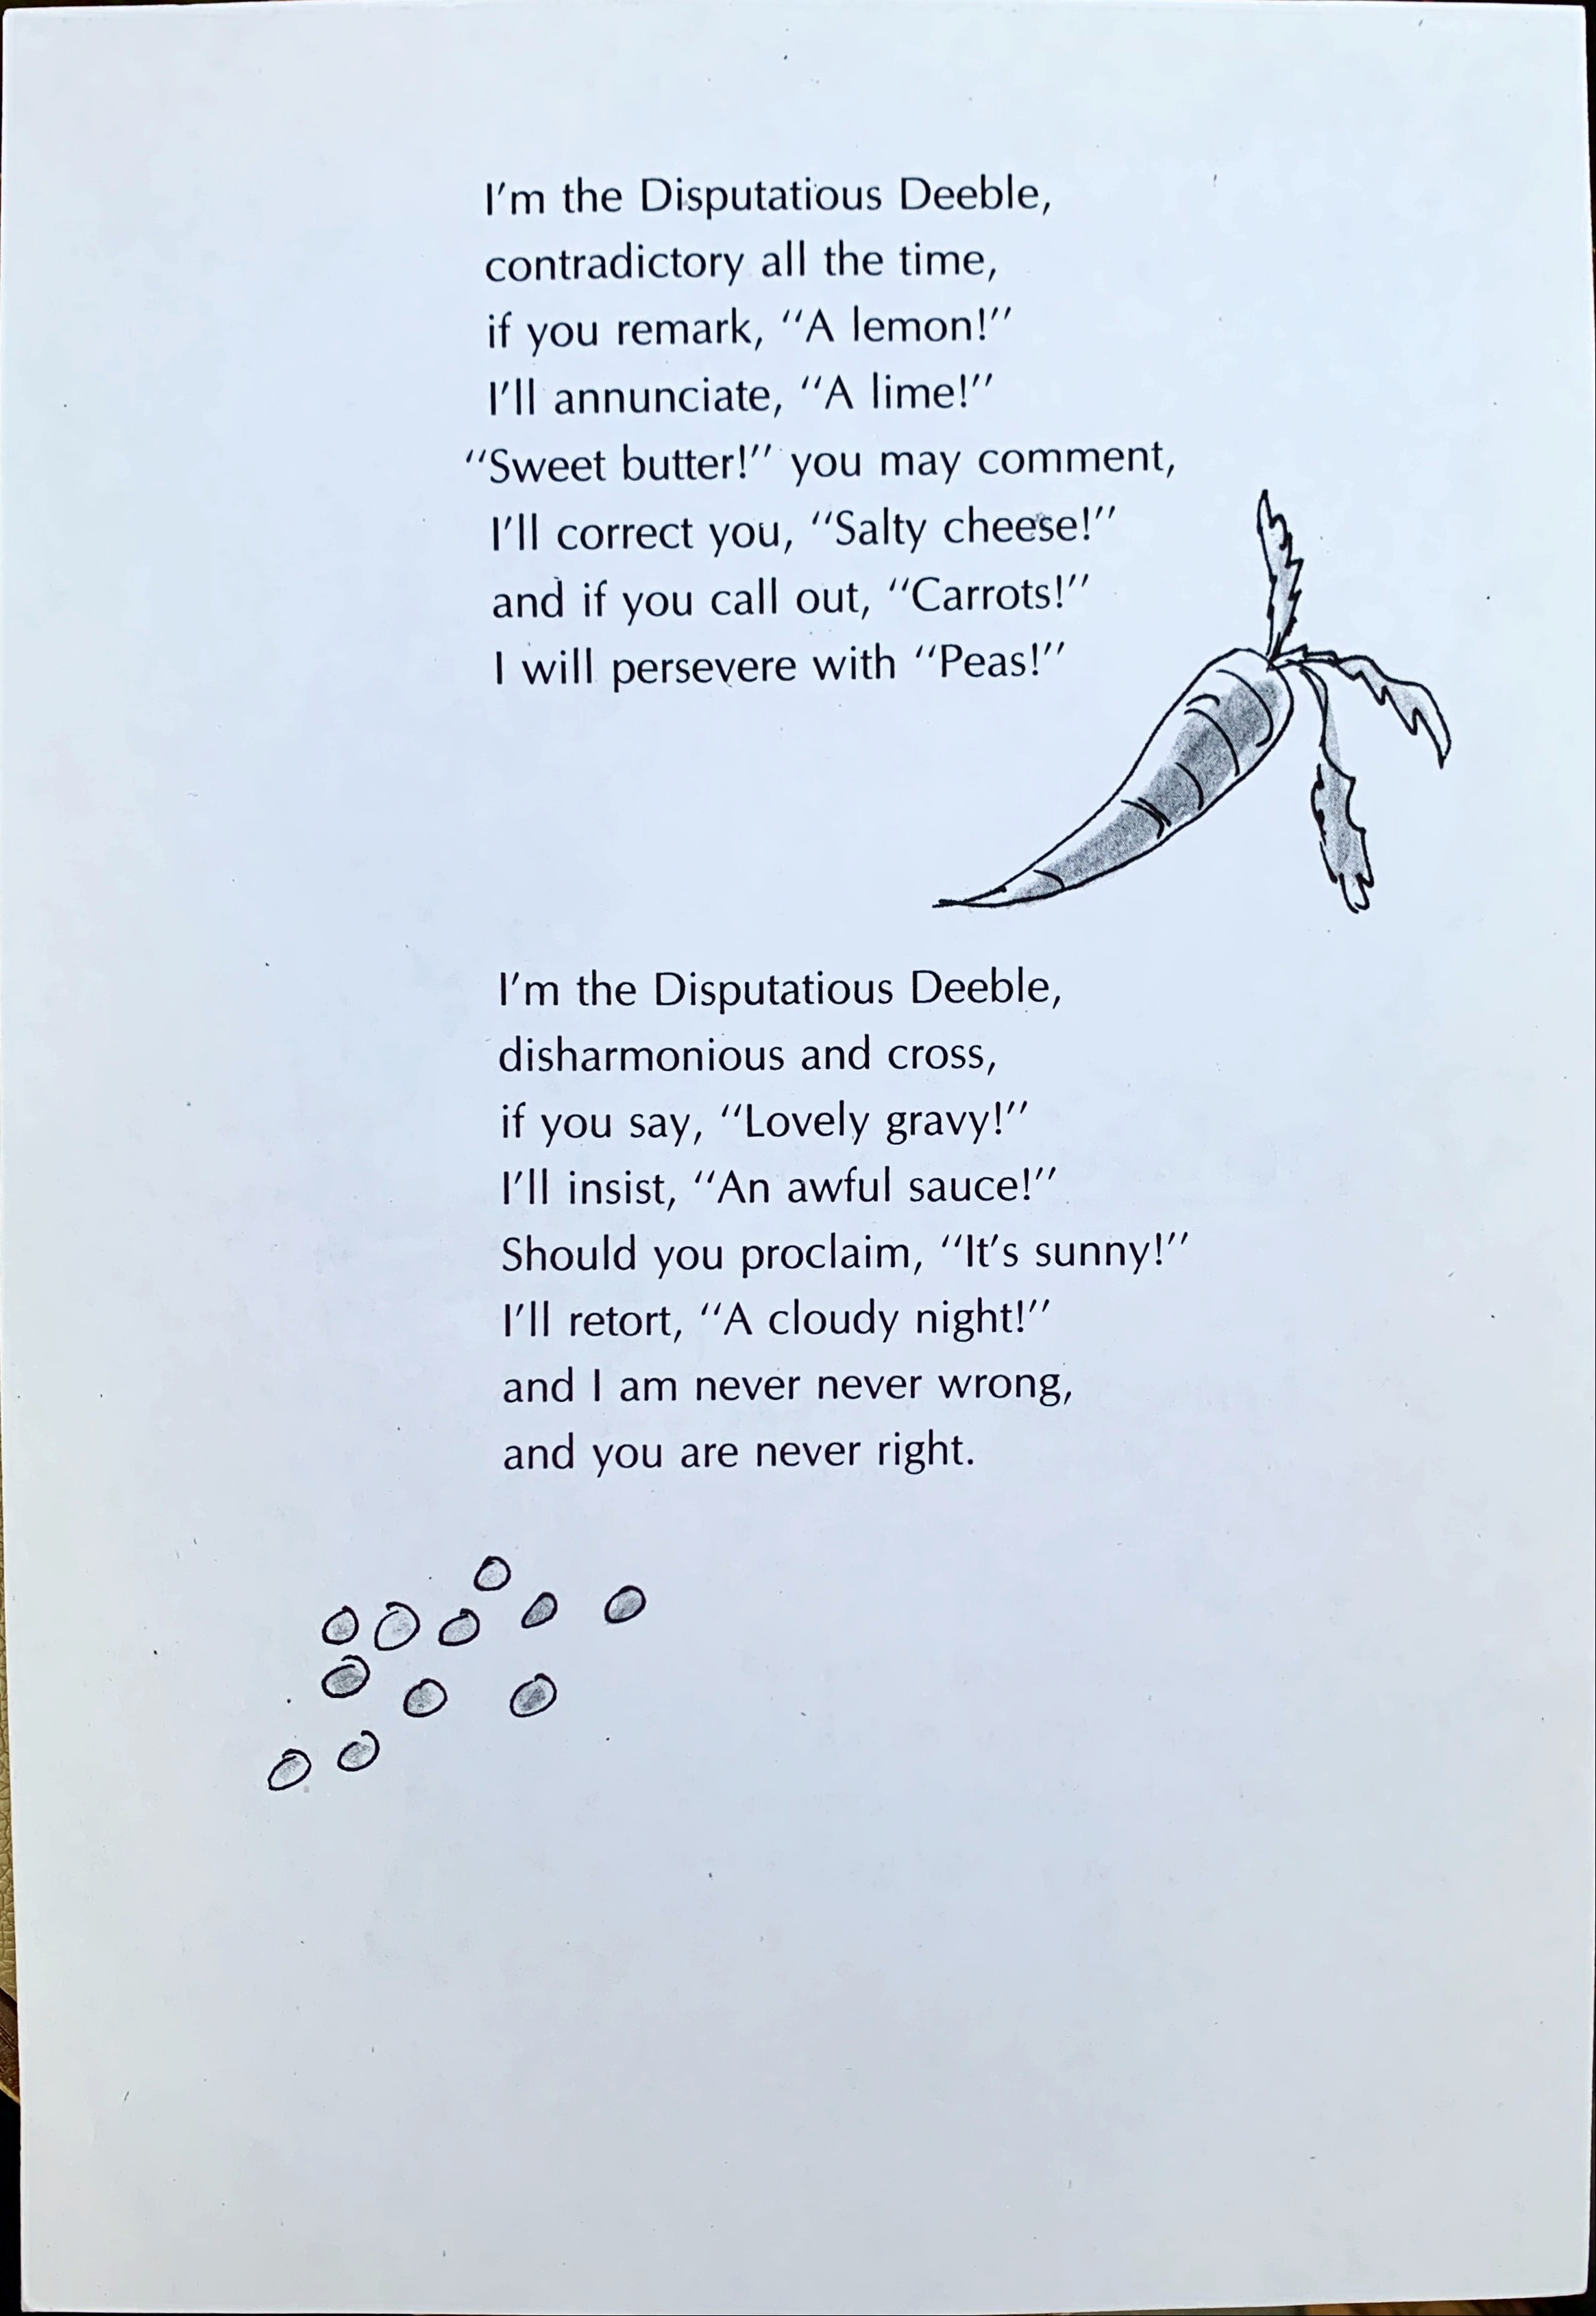 I'm the Disputatious Deeble,
contradictory all the time,
if you remark, "A lemon!"
I'll annunciate, "A lime!"
"Sweet butter!" you may comment,
I'll correct you, "Salty cheese!"
and if you call out, "Carrots!"
I will persevere with "Peas!"
I'm the Disputatious Deeble,
disharmonious and cross,
if you say, "Lovely gravy!"
I'll insist, "An awful sauce!"
Should you proclaim, "It's sunny!"
I'll retort, "A cloudy night!"
and I am never never wrong,
and you are never right.